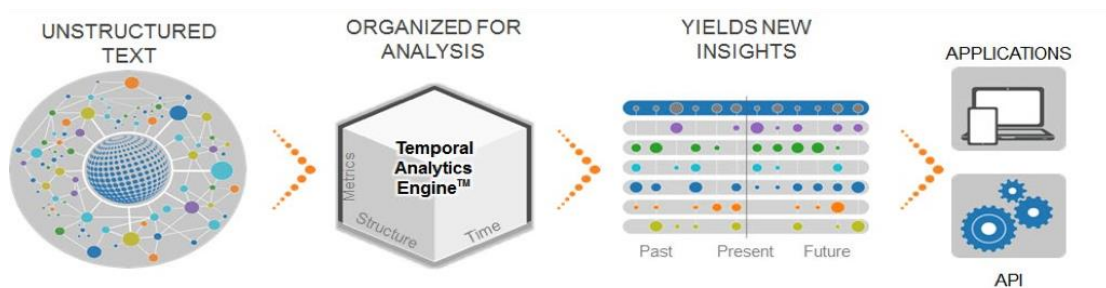 UNSTRUCTURED
TEXT
ORGANIZED FOR
ANALYSIS
Temporal
Analytics
Engine™
Metrics
Structure
Time
YIELDS NEW
INSIGHTS
Past
Present
Future
APPLICATIONS
API